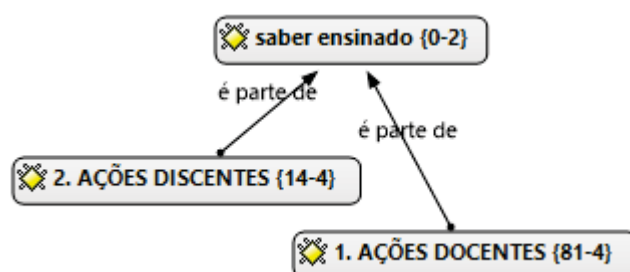 saber ensinado {0-2}
é parte de
é parte de
2. AÇÕES DISCENTES {14-4}
1. AÇÕES DOCENTES {81-4}